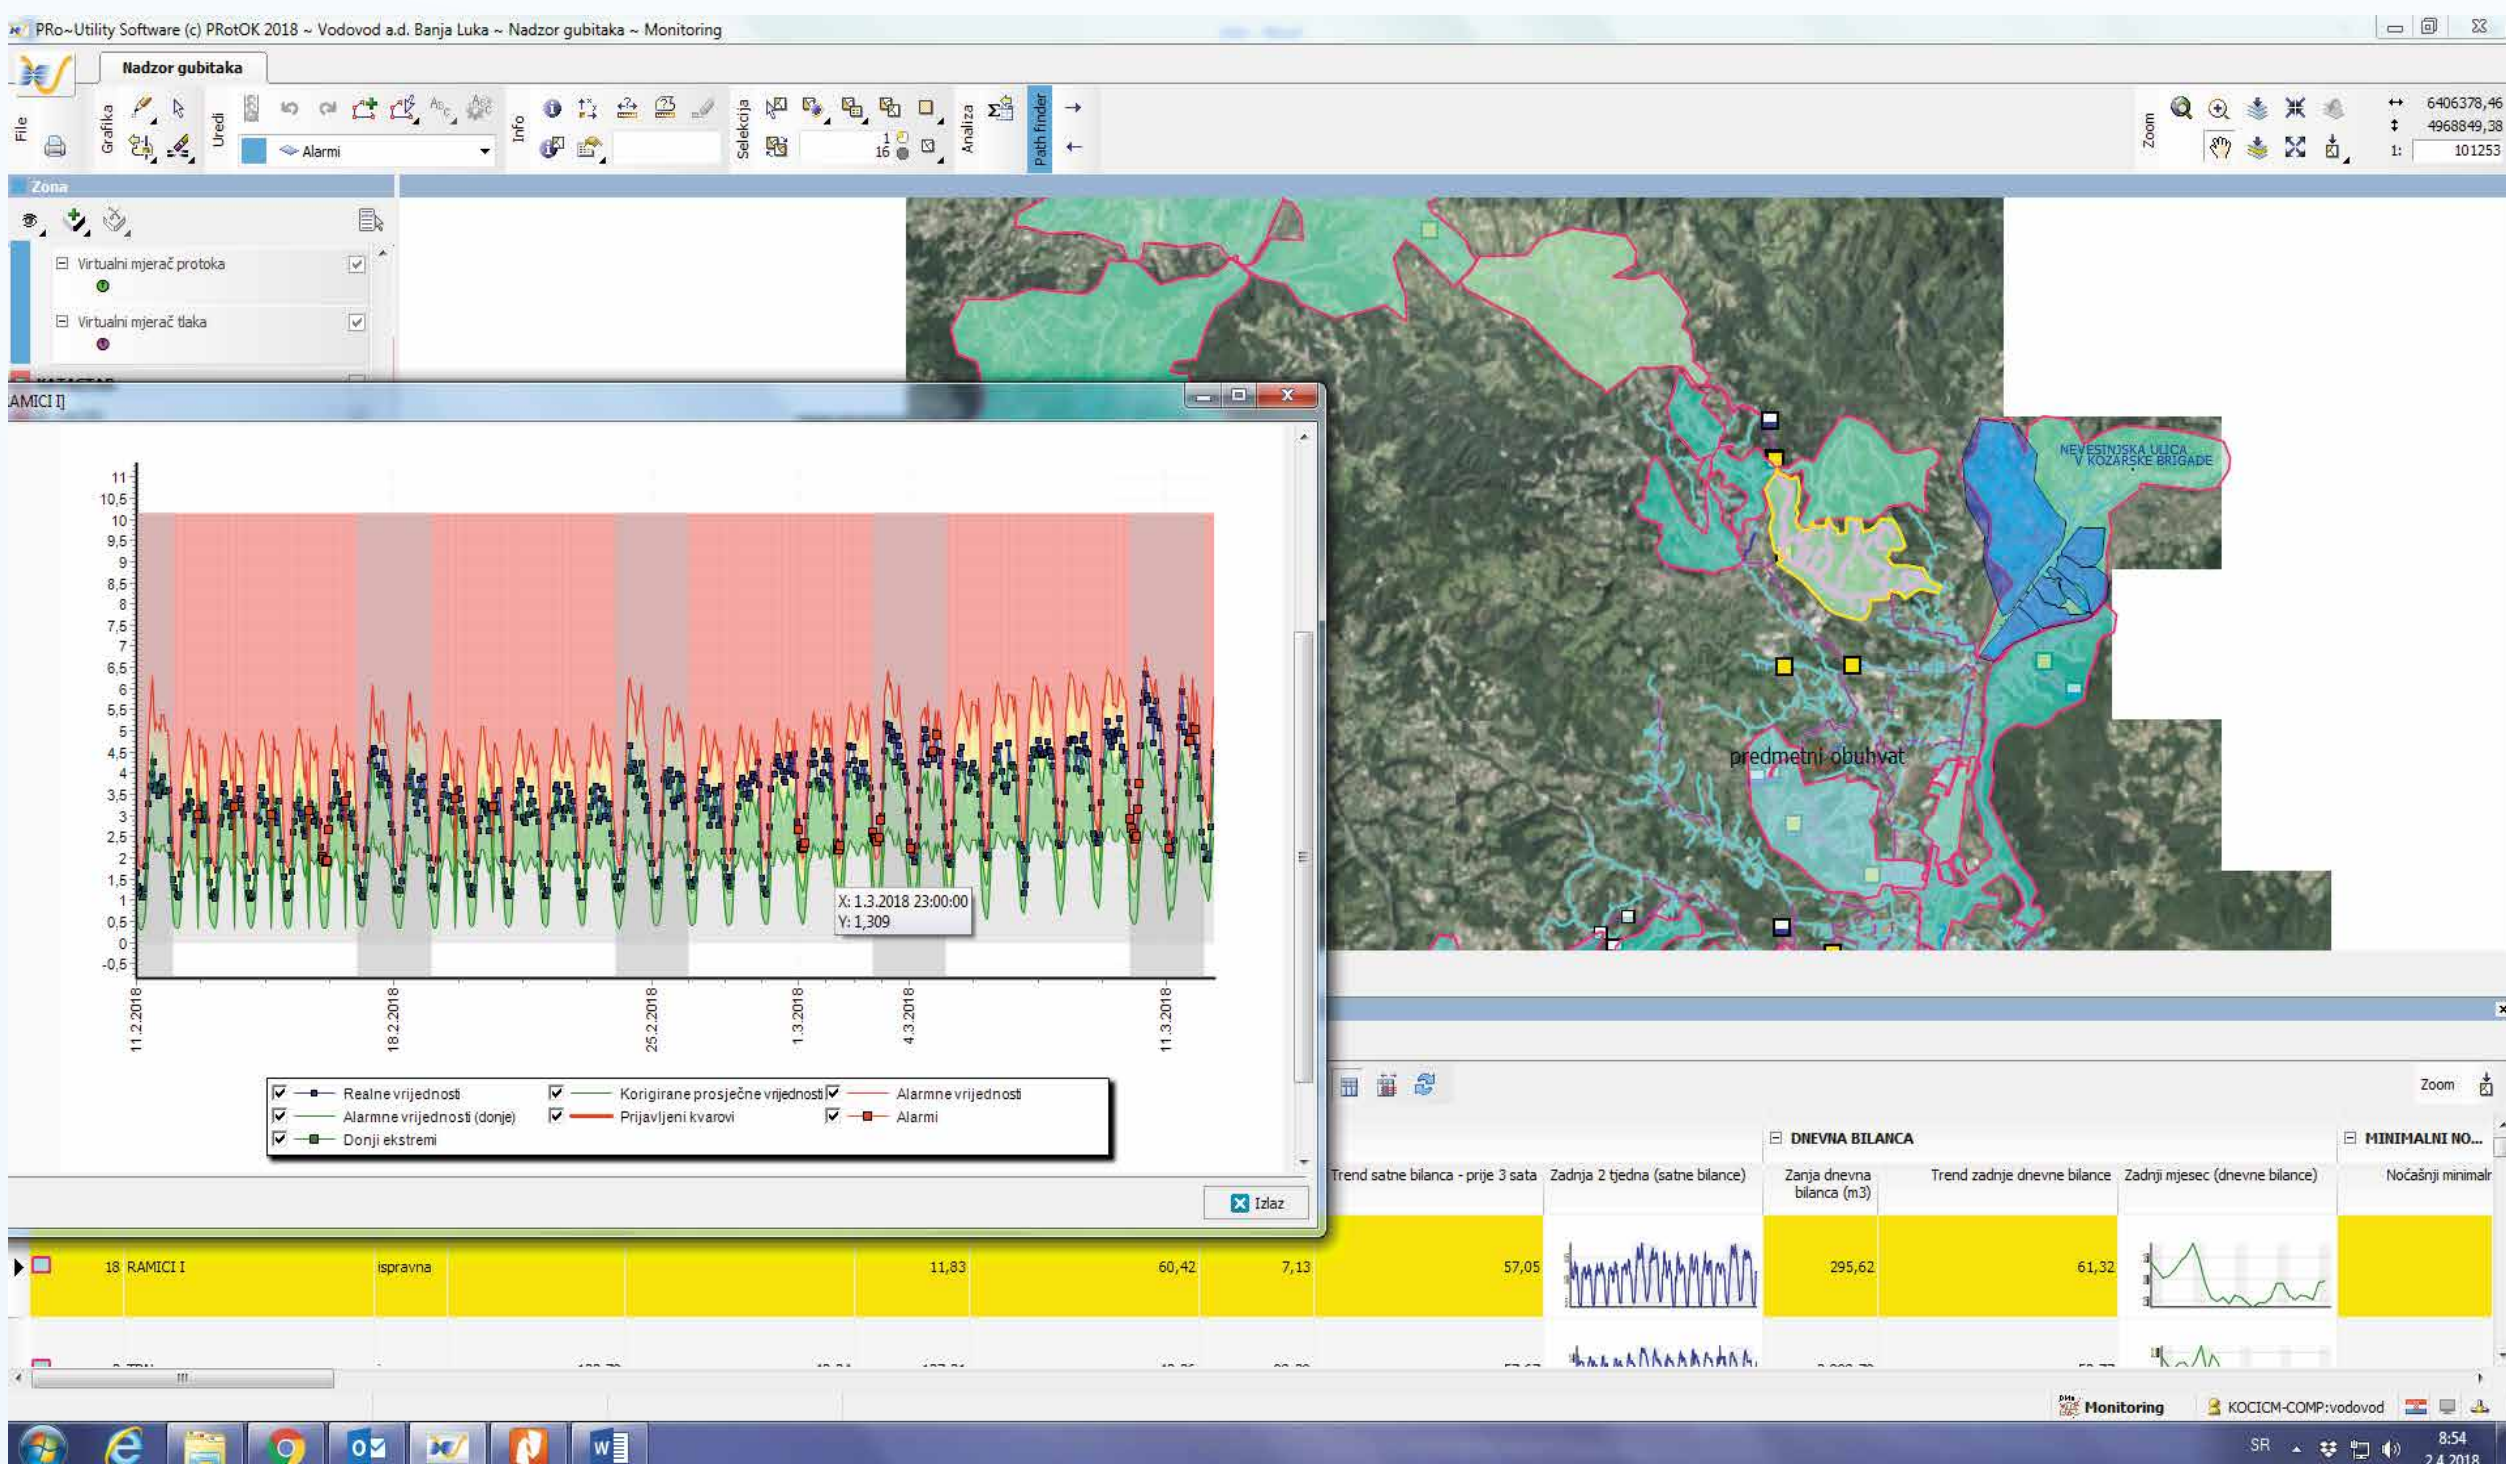 PRo~Utility Software (c) PRotOK 2018 ~ Vodovod a.d. Banja Luka ~ Nadzor gubitaka ~ Monitoring
Nadzor gubitaka
File
Grafika
Uredi
Alarmi
Info
Selekcija
1
16
Analiza
Path finder
Zoom
6406378,46
4968849,38
1:
101253
Zona
Virtualni mjerač protoka
Virtualni mjerač tlaka
AMICI I]
NEVESINJSKA ULICA
V KOZARSKE BRIGADE
predmetni obuhvat
11
10,5
10
9,5
9
8,5
8
7,5
7
6,5
6
5,5
5
4,5
4
3,5
3
2,5
2
1,5
1
0,5
0
-0,5
X: 1.3.2018 23:00:00
Y: 1,309
11.2.2018
18.2.2018
25.2.2018
1.3.2018
4.3.2018
11.3.2018
Realne vrijednosti
Korigirane prosječne vrijednosti
Alarmne vrijednosti
Alarmne vrijednosti (donje)
Prijavljeni kvarovi
Alarmi
Donji ekstremi
Izlaz
Zoom
DNEVNA BILANCA
MINIMALNI NO...
Trend satne bilanca - prije 3 sata
Zadnja 2 tjedna (satne bilance)
Zanja dnevna
bilanca (m3)
Trend zadnje dnevne bilance
Zadnji mjesec (dnevne bilance)
Noćašnji minimalr
18 RAMICI I ispravna 11,83 60,42 7,13 57,05 295,62 61,32
Monitoring
KOCICM-COMP:vodovod
SR
8:54
2.4.2018